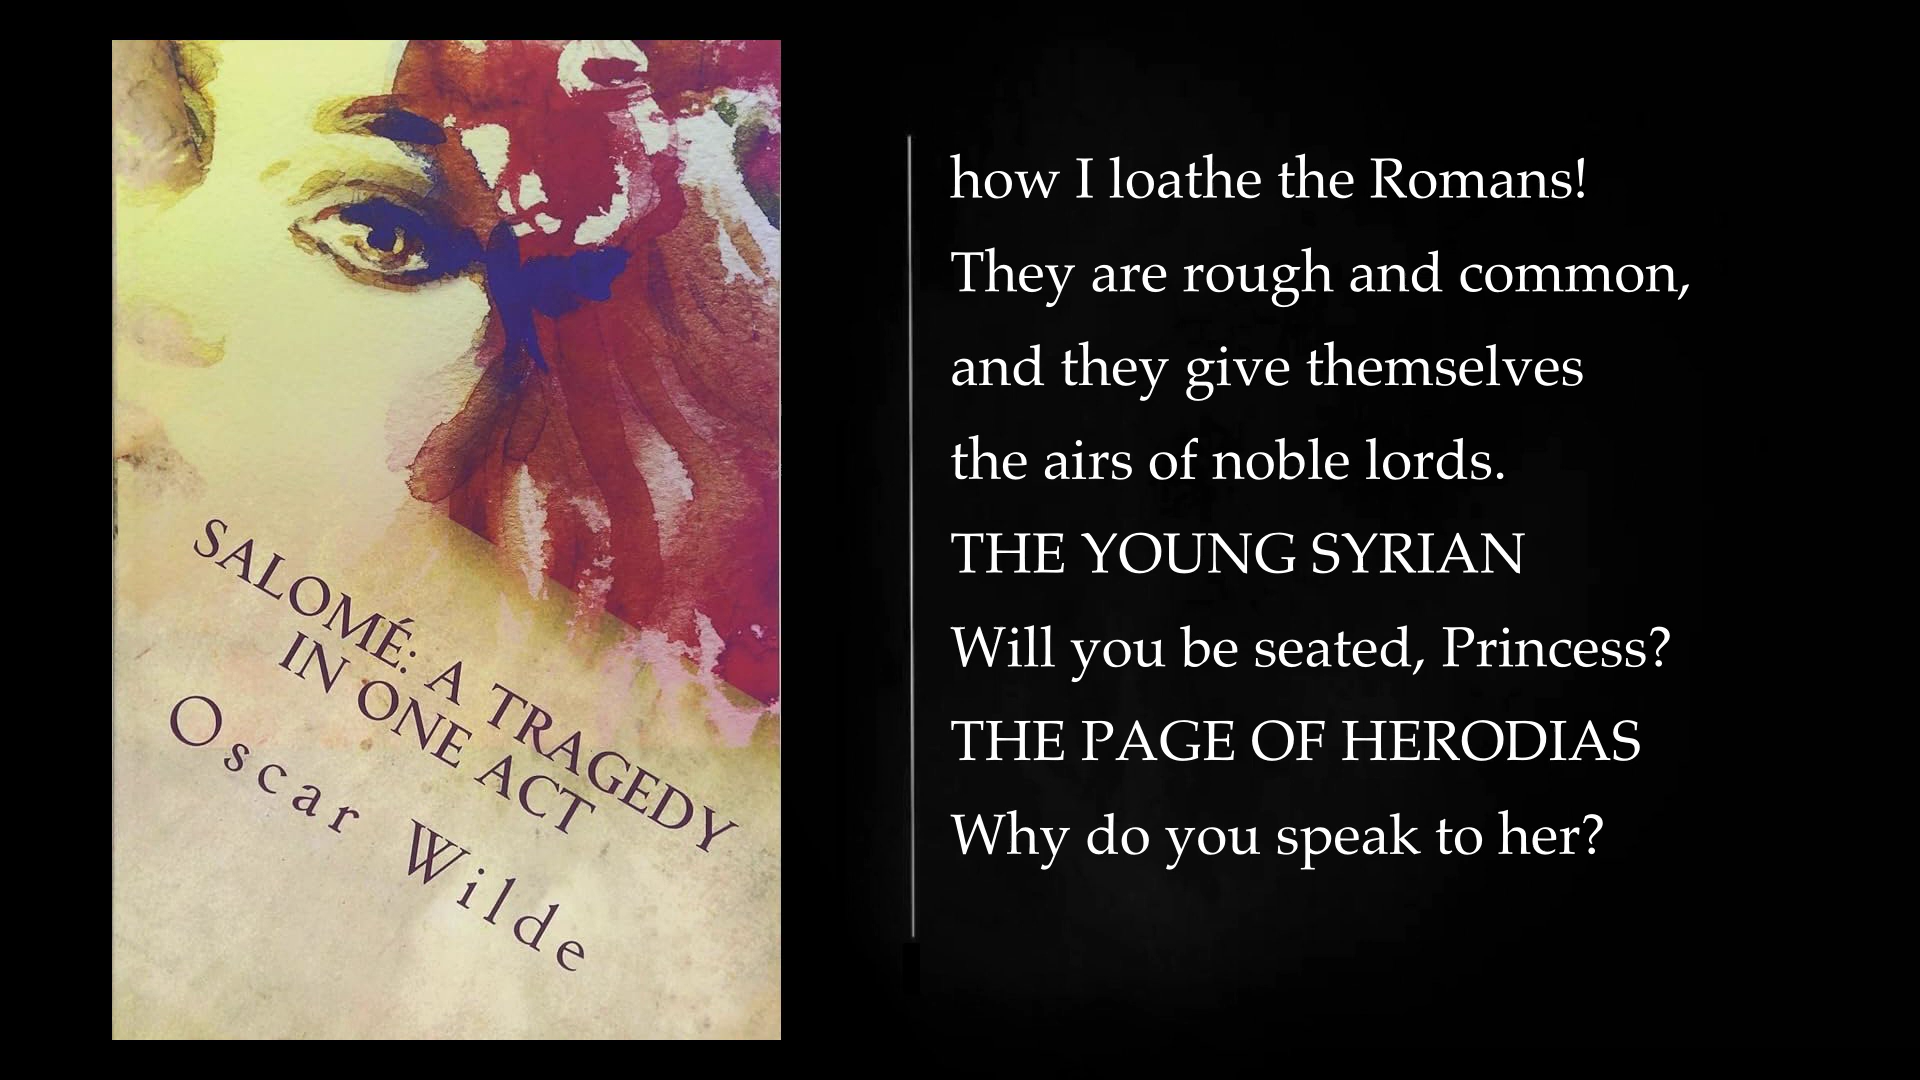 SALOMÉ: A TRAGEDY
IN ONE ACT
Oscar Wilde
how I loathe the Romans!
They are rough and common,
and they give themselves
the airs of noble lords.
THE YOUNG SYRIAN
Will you be seated, Princess?
THE PAGE OF HERODIAS
Why do you speak to her?